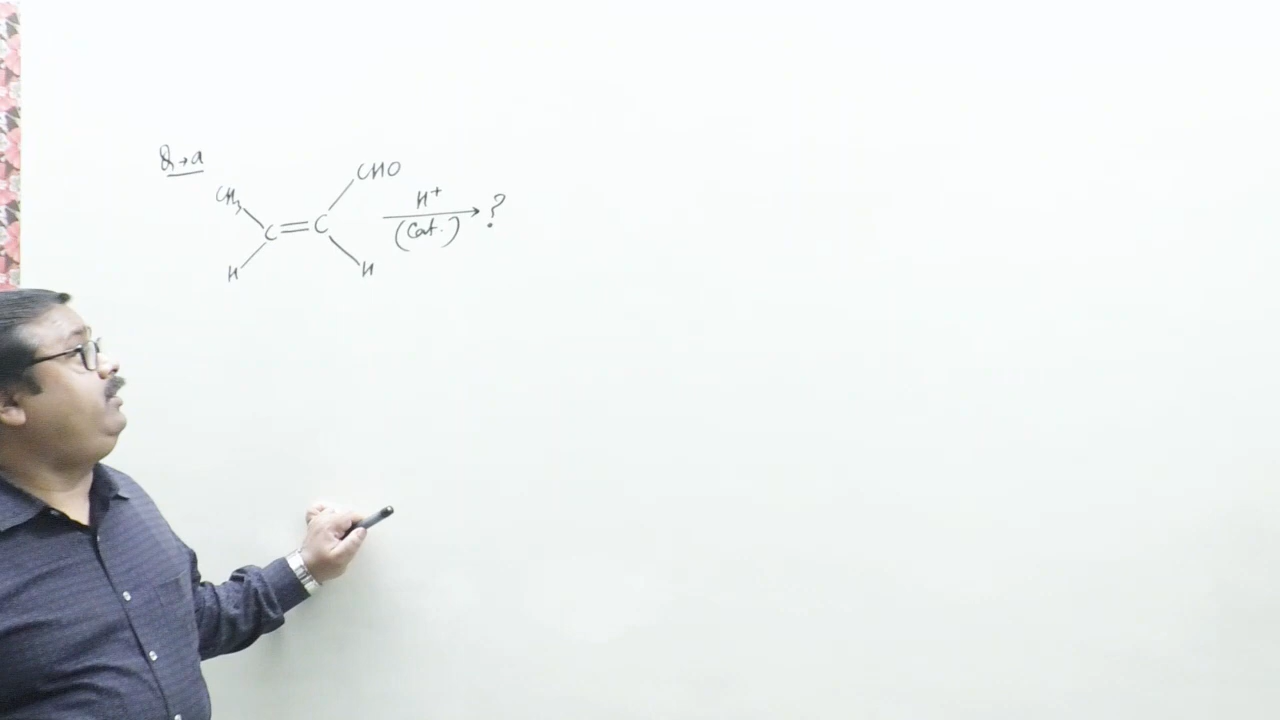 Q→a
CH3 CHO
C=C H+ ?
(Cat.)
H H